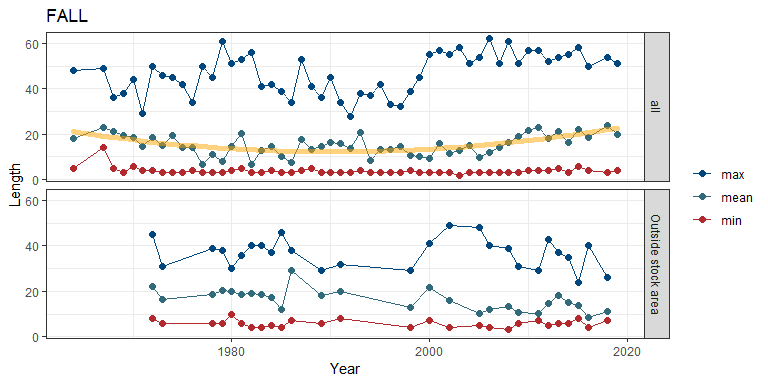 FALL
Length
60
40
20
0
all
60
40
20
0
Outside stock area
1980
2000
2020
Year
max
mean
min